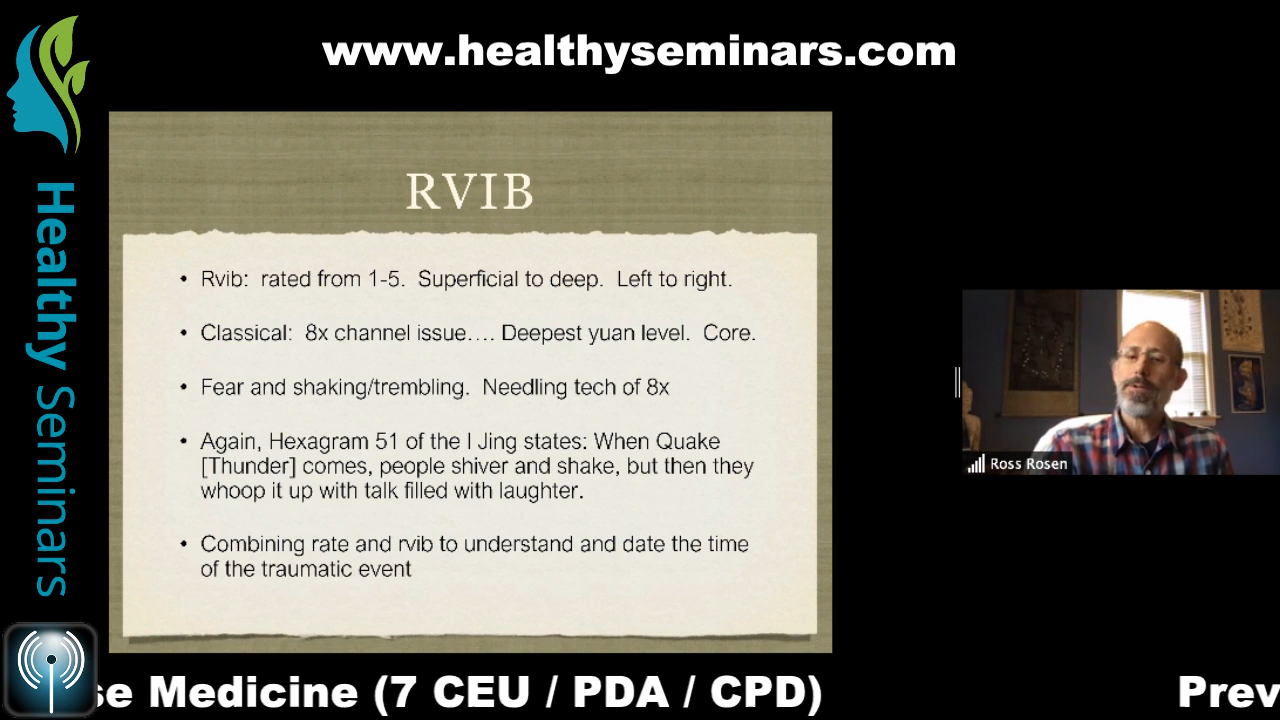 www.healthyseminars.com
Healthy Seminars
RVIB
• Rvib: rated from 1-5. Superficial to deep. Left to right.
• Classical: 8x channel issue…. Deepest yuan level. Core.
• Fear and shaking/trembling. Needling tech of 8x
• Again, Hexagram 51 of the I Jing states: When Quake
[Thunder] comes, people shiver and shake, but then they
whoop it up with talk filled with laughter.
• Combining rate and rvib to understand and date the time
of the traumatic event
Ross Rosen
se Medicine (7 CEU / PDA / CPD) Prev